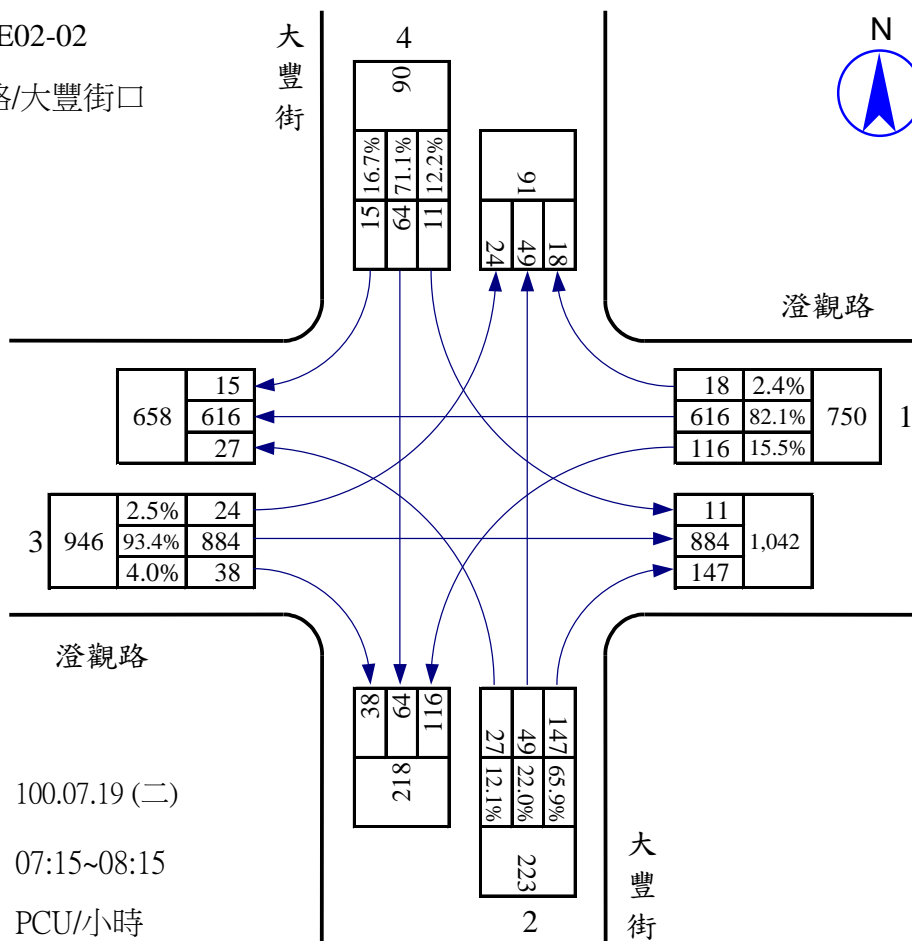 E02-02
路/大豐街口
大豐街
4
90
16.7% 71.1% 12.2%
15 64 11
91
24 49 18
N
澄觀路
658
15
616
27
18 2.4%
616 82.1%
116 15.5%
750
1
3
946
2.5% 24
93.4% 884
4.0% 38
11
884
147
1,042
澄觀路
38 64 116
218
27 49 147
12.1% 22.0% 65.9%
223
2
大豐街
100.07.19 (二)
07:15~08:15
PCU/小時